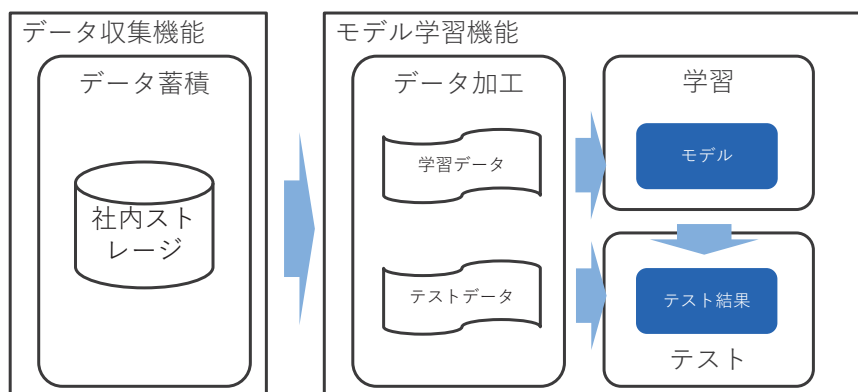 データ収集機能
データ蓄積
社内スト
レージ
モデル学習機能
データ加工
学習データ
テストデータ
学習
モデル
テスト結果
テスト